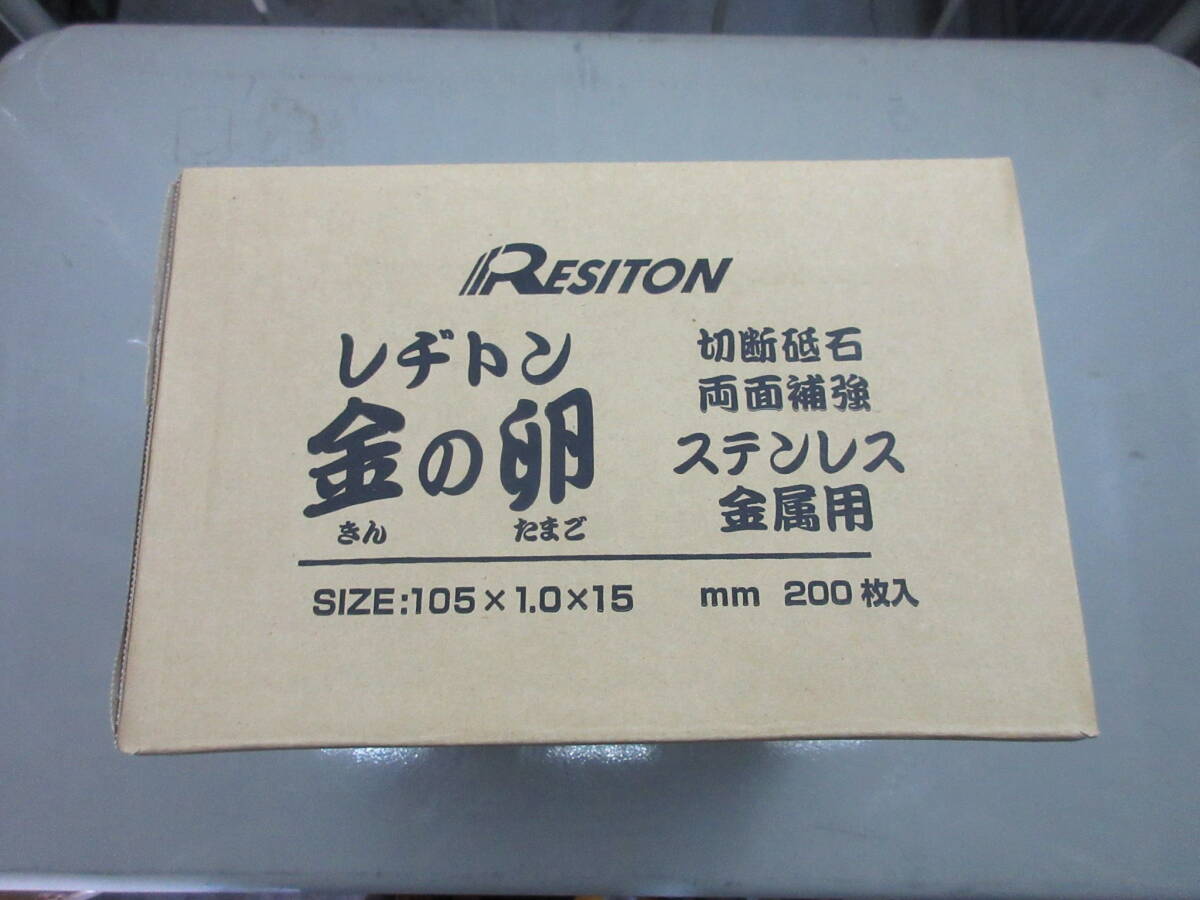 RESITON
レヂトン
金の卵
きん たまご
切断砥石
両面補強
ステンレス
金属用
SIZE:105×1.0×15 mm 200枚入